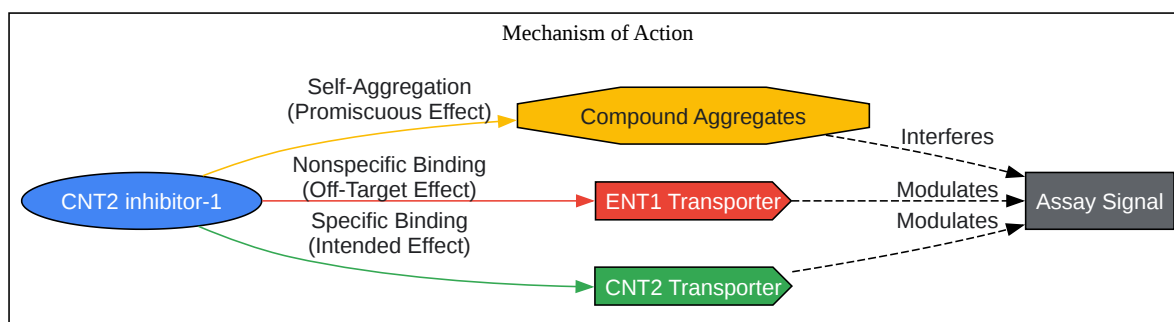 Mechanism of Action
Self-Aggregation
(Promiscuous Effect)
Compound Aggregates
Interferes
Nonspecific Binding
(Off-Target Effect)
CNT2 inhibitor-1
ENT1 Transporter
Modulates
Assay Signal
Specific Binding
(Intended Effect)
Modulates
CNT2 Transporter